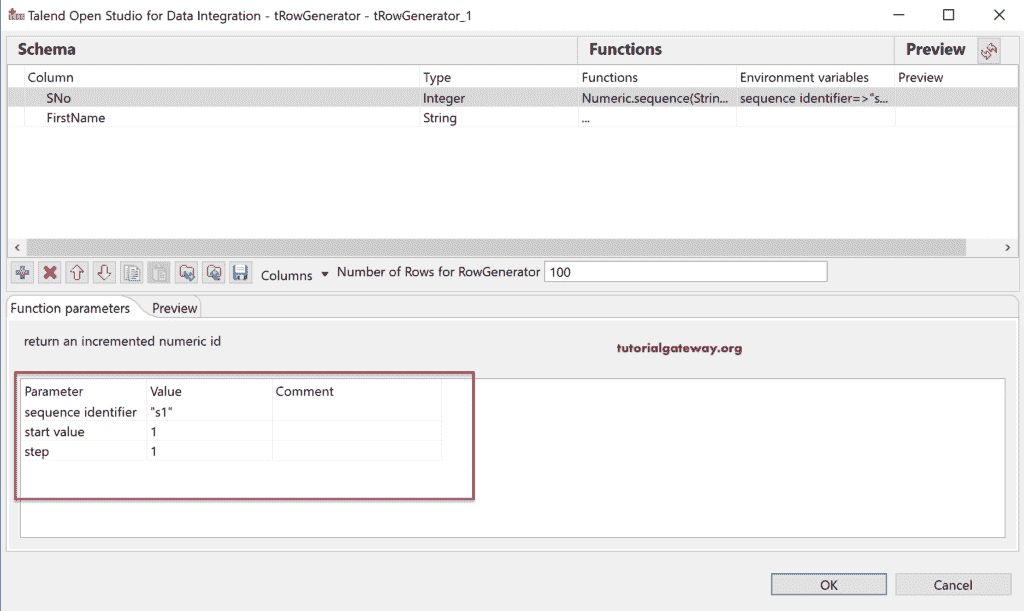 Talend Open Studio for Data Integration - tRowGenerator - tRowGenerator_1
Schema Functions Preview
Column Type Functions Environment variables Preview
SNo Integer Numeric.sequence(Strin... sequence identifier=>"s...
FirstName String ...
Columns Number of Rows for RowGenerator 100
Function parameters Preview
return an incremented numeric id
tutorialgateway.org
Parameter Value Comment
sequence identifier "s1"
start value 1
step 1
OK Cancel